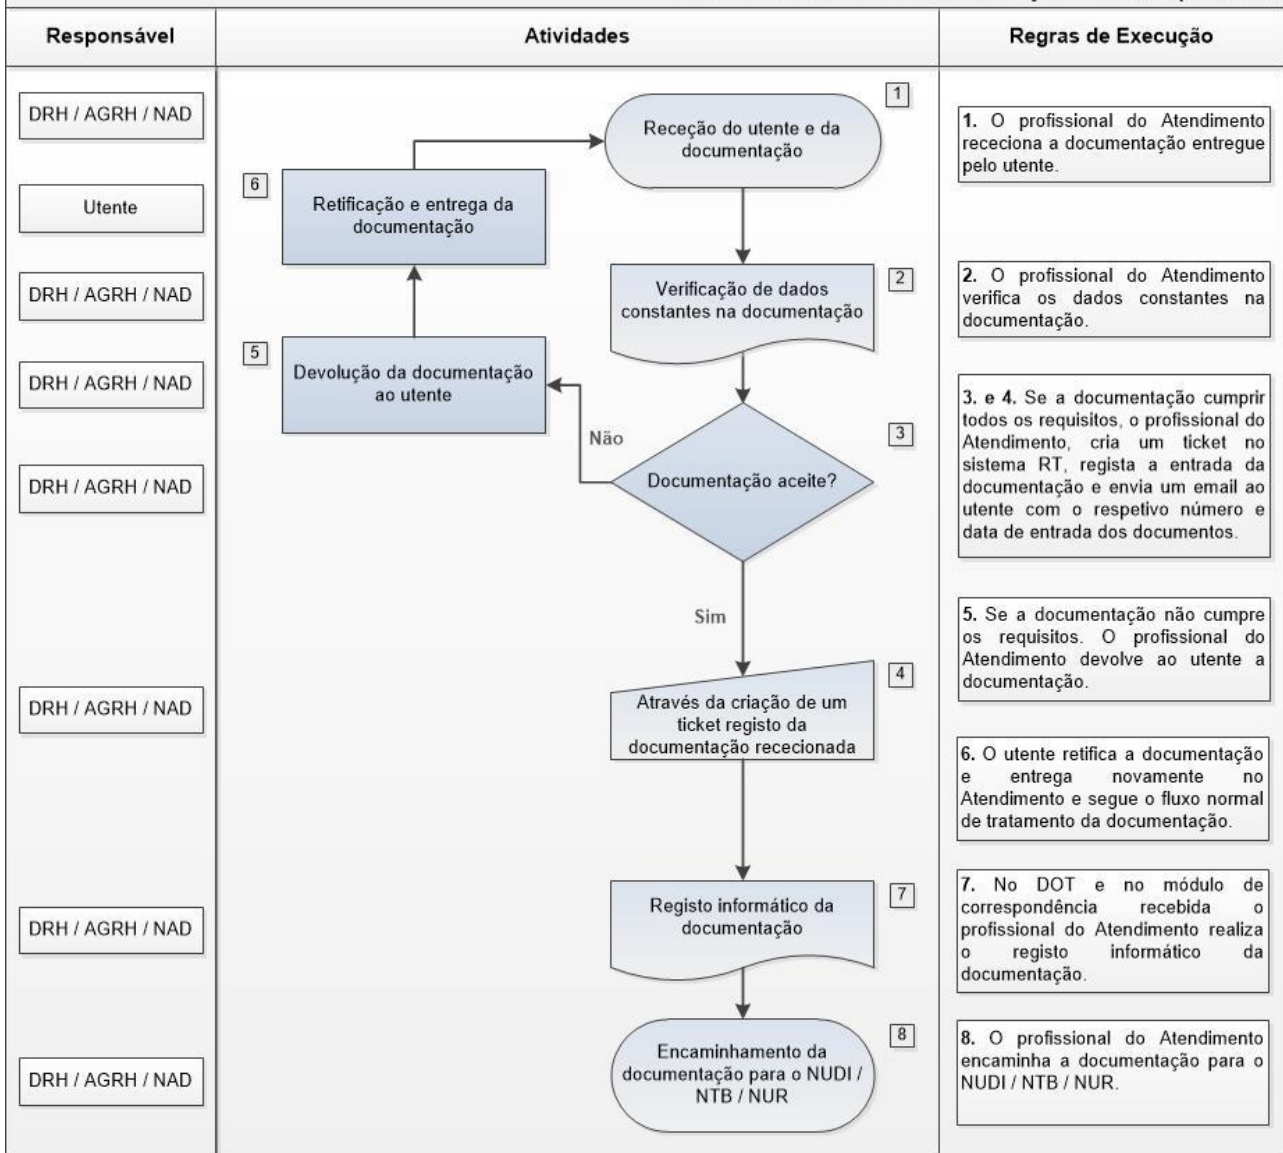 Responsável
Atividades
Regras de Execução
DRH / AGRH / NAD
Utente
DRH / AGRH / NAD
DRH / AGRH / NAD
DRH / AGRH / NAD
DRH / AGRH / NAD
DRH / AGRH / NAD
DRH / AGRH / NAD
1
Receção do utente e da
documentação
6
Retificação e entrega da
documentação
2
Verificação de dados
constantes na documentação
5
Devolução da documentação
ao utente
Não
3
Documentação aceite?
Sim
4
Através da criação de um
ticket registo da
documentação rececionada
7
Registo informático da
documentação
8
Encaminhamento da
documentação para o NUDI /
NTB / NUR
1. O profissional do Atendimento
receciona a documentação entregue
pelo utente.
2. O profissional do Atendimento
verifica os dados constantes na
documentação.
3. e 4. Se a documentação cumprir
todos os requisitos, o profissional do
Atendimento, cria um ticket no
sistema RT, regista a entrada da
documentação e envia um email ao
utente com o respetivo número e
data de entrada dos documentos.
5. Se a documentação não cumpre
os requisitos. O profissional do
Atendimento devolve ao utente a
documentação.
6. O utente retifica a documentação
e entrega novamente no
Atendimento e segue o fluxo normal
de tratamento da documentação.
7. No DOT e no módulo de
correspondência recebida o
profissional do Atendimento realiza
o registo informático da
documentação.
8. O profissional do Atendimento
encaminha a documentação para o
NUDI / NTB / NUR.